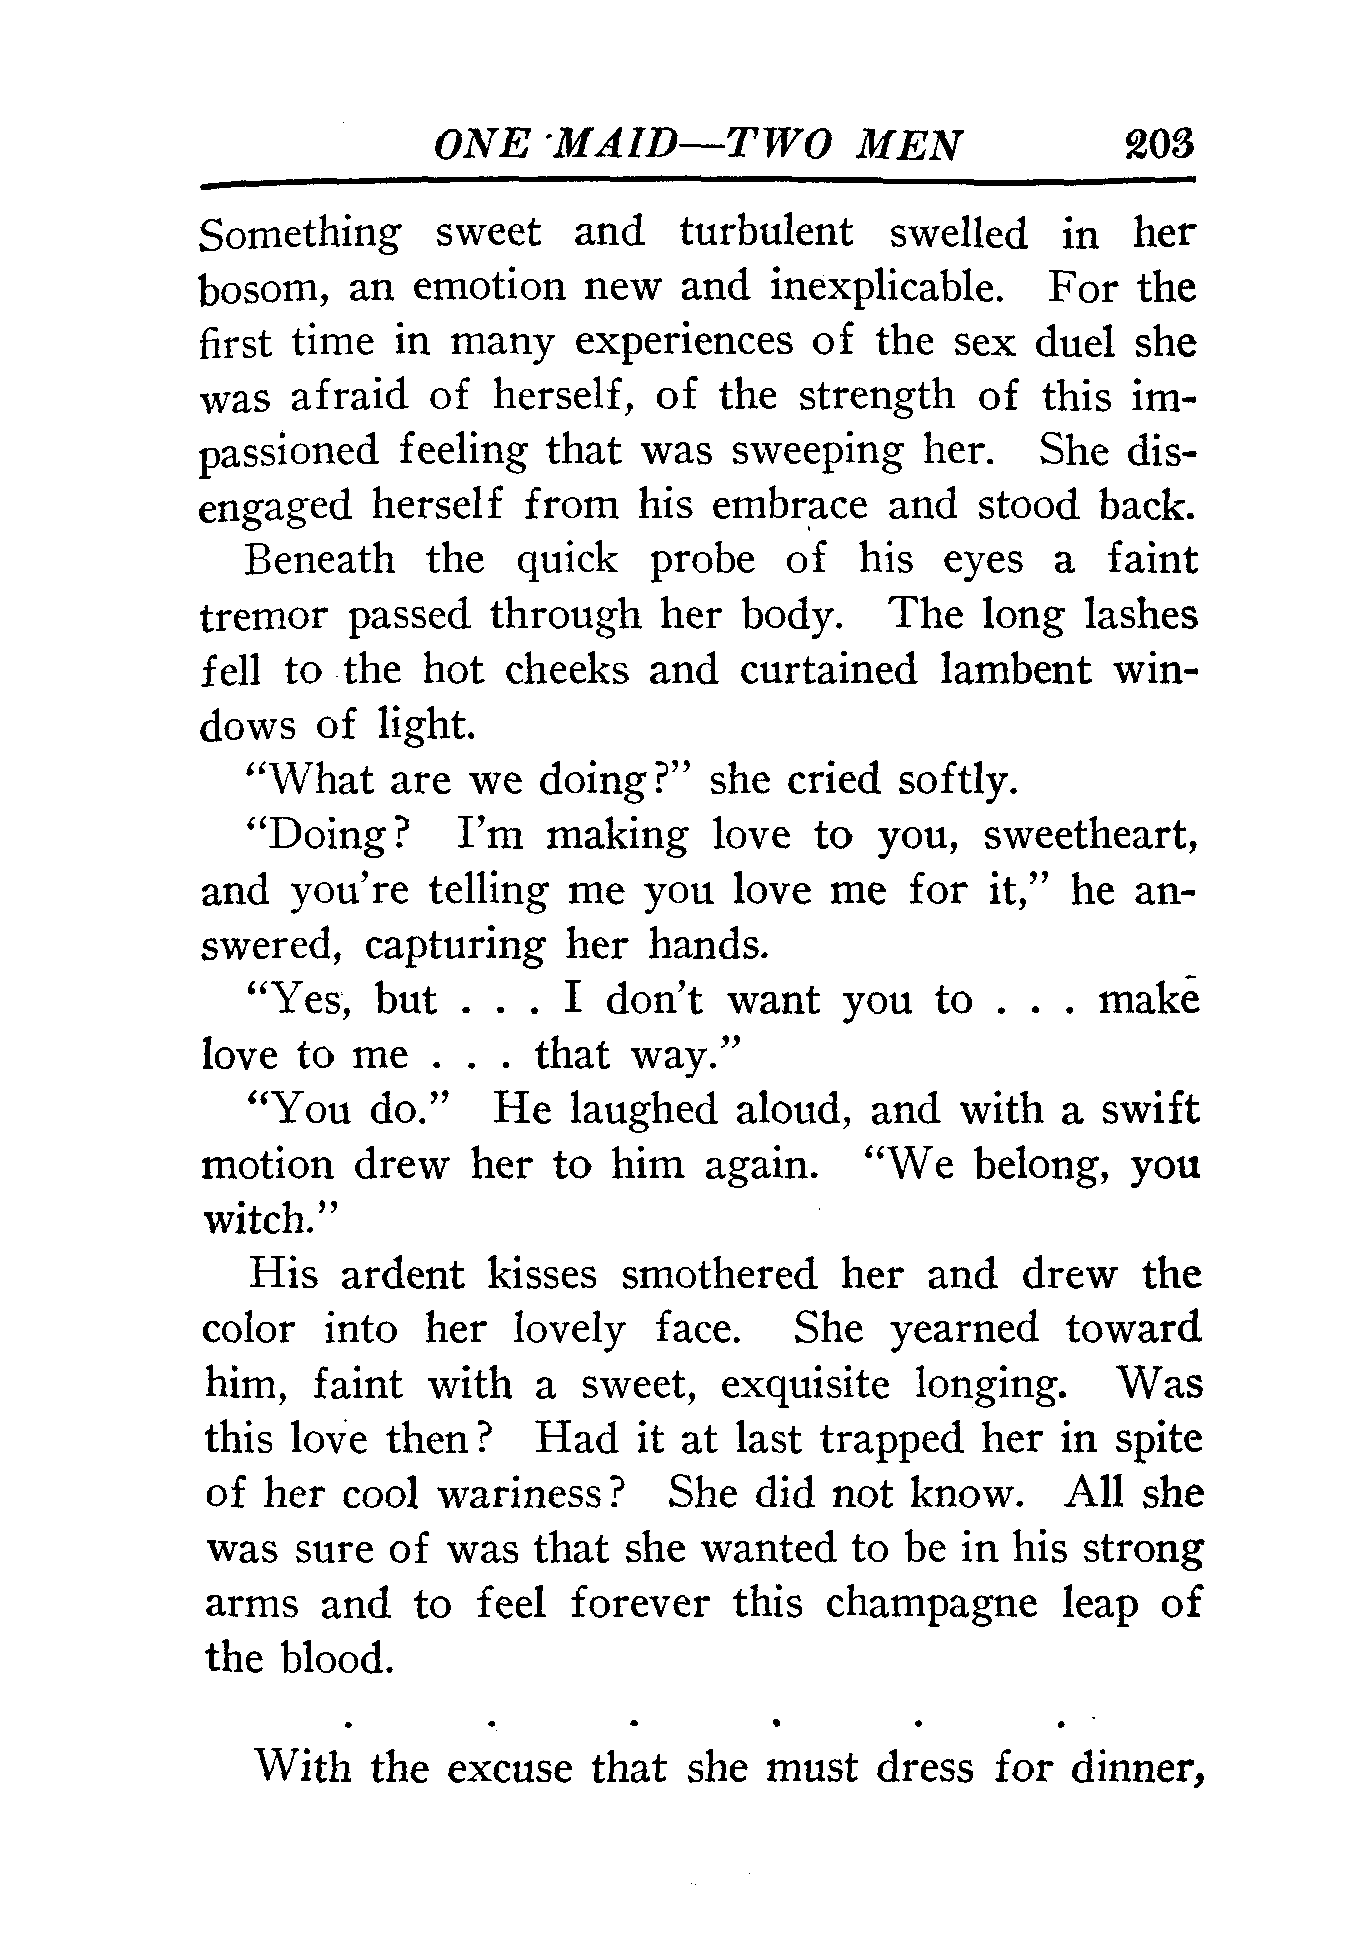 ONE MAID—TWO MEN 203
Something sweet and turbulent swelled in her
bosom, an emotion new and inexplicable. For the
first time in many experiences of the sex duel she
was afraid of herself, of the strength of this im-
passioned feeling that was sweeping her. She dis-
engaged herself from his embrace and stood back.
Beneath the quick probe of his eyes a faint
tremor passed through her body. The long lashes
fell to the hot cheeks and curtained lambent win-
dows of light.
"What are we doing?" she cried softly.
"Doing? I'm making love to you, sweetheart,
and you're telling me you love me for it," he an-
swered, capturing her hands.
"Yes, but . . . I don't want you to . . . make
love to me . . . that way."
"You do." He laughed aloud, and with a swift
motion drew her to him again. "We belong, you
witch."
His ardent kisses smothered her and drew the
color into her lovely face. She yearned toward
him, faint with a sweet, exquisite longing. Was
this love then? Had it at last trapped her in spite
of her cool wariness? She did not know. All she
was sure of was that she wanted to be in his strong
arms and to feel forever this champagne leap of
the blood.
. . . . . .
With the excuse that she must dress for dinner,